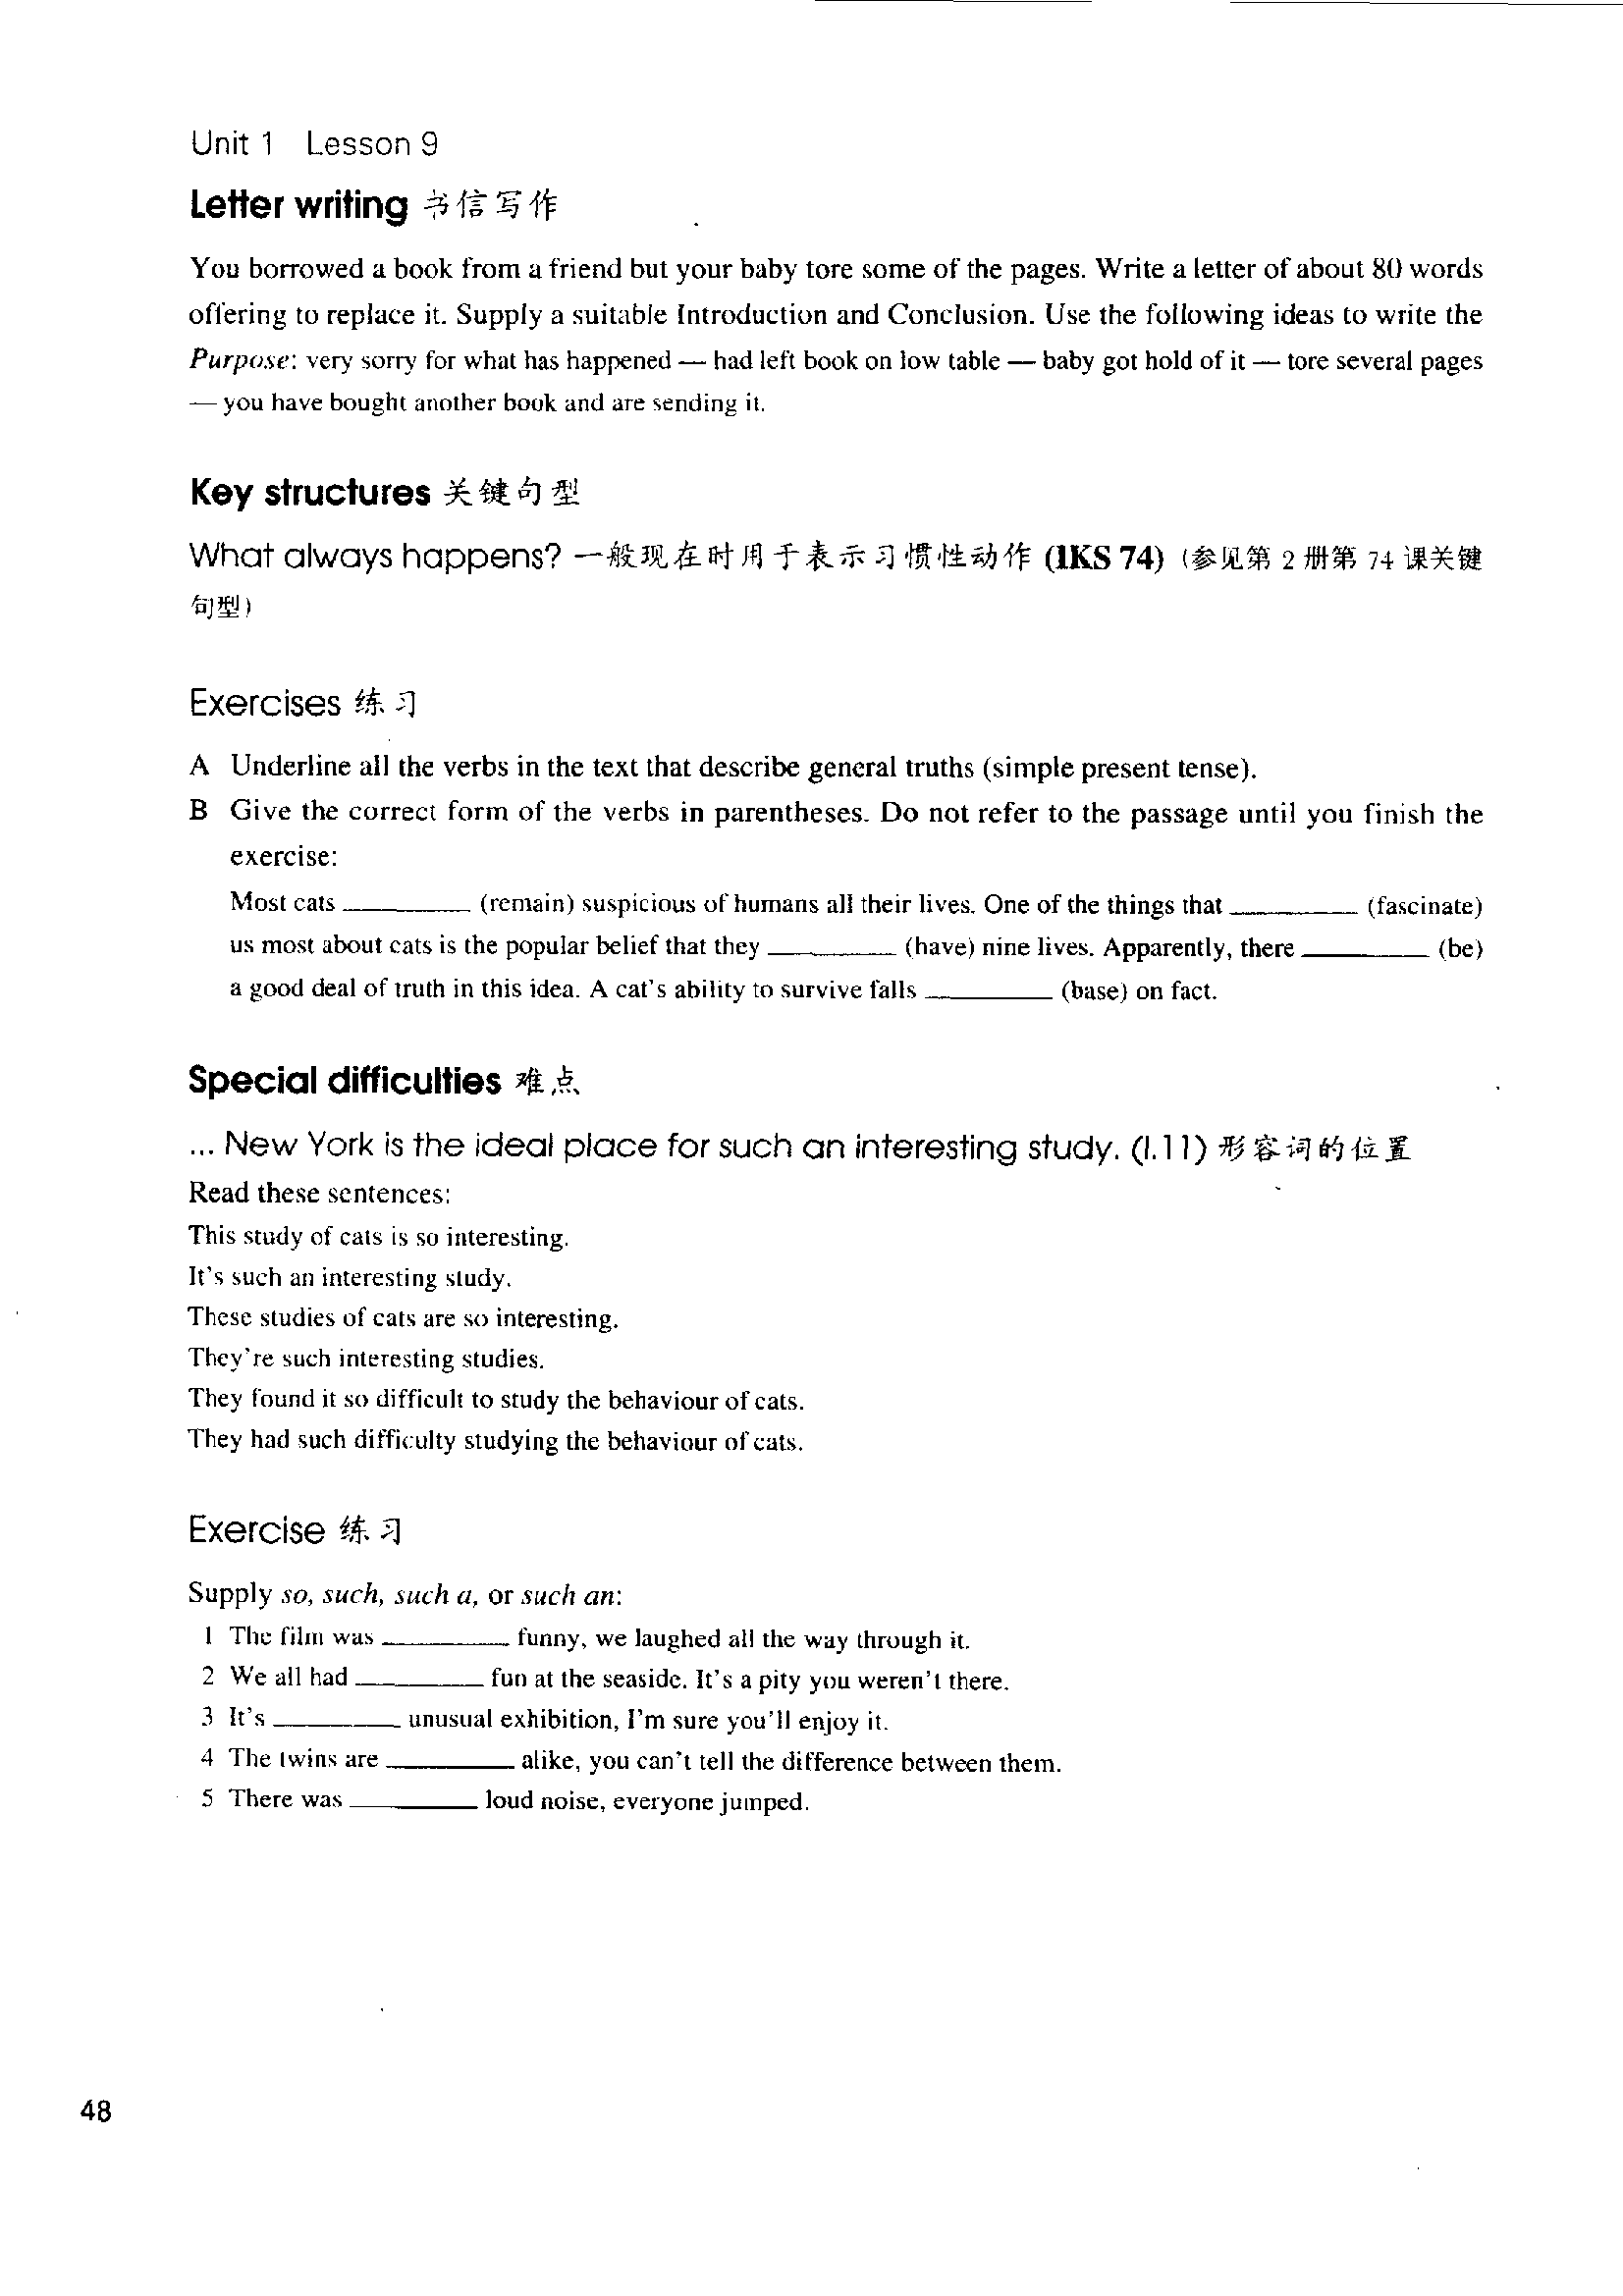 Unit 1 Lesson 9
Letter writing 书信写作
You borrowed a book from a friend but your baby tore some of the pages. Write a letter of about 80 words
offering to replace it. Supply a suitable Introduction and Conclusion. Use the following ideas to write the
Purpose: very sorry for what has happened — had left book on low table — baby got hold of it — tore several pages
— you have bought another book and are sending it.
Key structures 关键句型
What always happens? 一般现在时用于表示习惯性动作 (IKS 74) (参见第 2 册第 74 课关键
句型)
Exercises 练习
A Underline all the verbs in the text that describe general truths (simple present tense).
B Give the correct form of the verbs in parentheses. Do not refer to the passage until you finish the
exercise:
Most cats __________ (remain) suspicious of humans all their lives. One of the things that __________ (fascinate)
us most about cats is the popular belief that they __________ (have) nine lives. Apparently, there __________ (be)
a good deal of truth in this idea. A cat's ability to survive falls __________ (base) on fact.
Special difficulties 难点
... New York is the ideal place for such an interesting study. (l.11) 形容词的位置
Read these sentences:
This study of cats is so interesting.
It's such an interesting study.
These studies of cats are so interesting.
They're such interesting studies.
They found it so difficult to study the behaviour of cats.
They had such difficulty studying the behaviour of cats.
Exercise 练习
Supply so, such, such a, or such an:
1 The film was __________ funny, we laughed all the way through it.
2 We all had __________ fun at the seaside. It's a pity you weren't there.
3 It's __________ unusual exhibition, I'm sure you'll enjoy it.
4 The twins are __________ alike, you can't tell the difference between them.
5 There was __________ loud noise, everyone jumped.
48